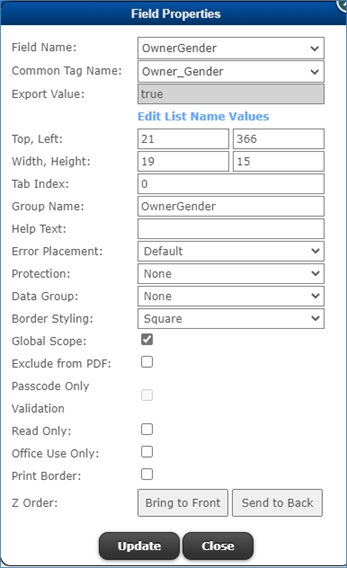 Field Properties
Field Name: OwnerGender
Common Tag Name: Owner_Gender
Export Value: true
Edit List Name Values
Top, Left: 21 366
Width, Height: 19 15
Tab Index: 0
Group Name: OwnerGender
Help Text:
Error Placement: Default
Protection: None
Data Group: None
Border Styling: Square
Global Scope:
Exclude from PDF:
Passcode Only
Validation
Read Only:
Office Use Only:
Print Border:
Z Order: Bring to Front Send to Back
Update Close